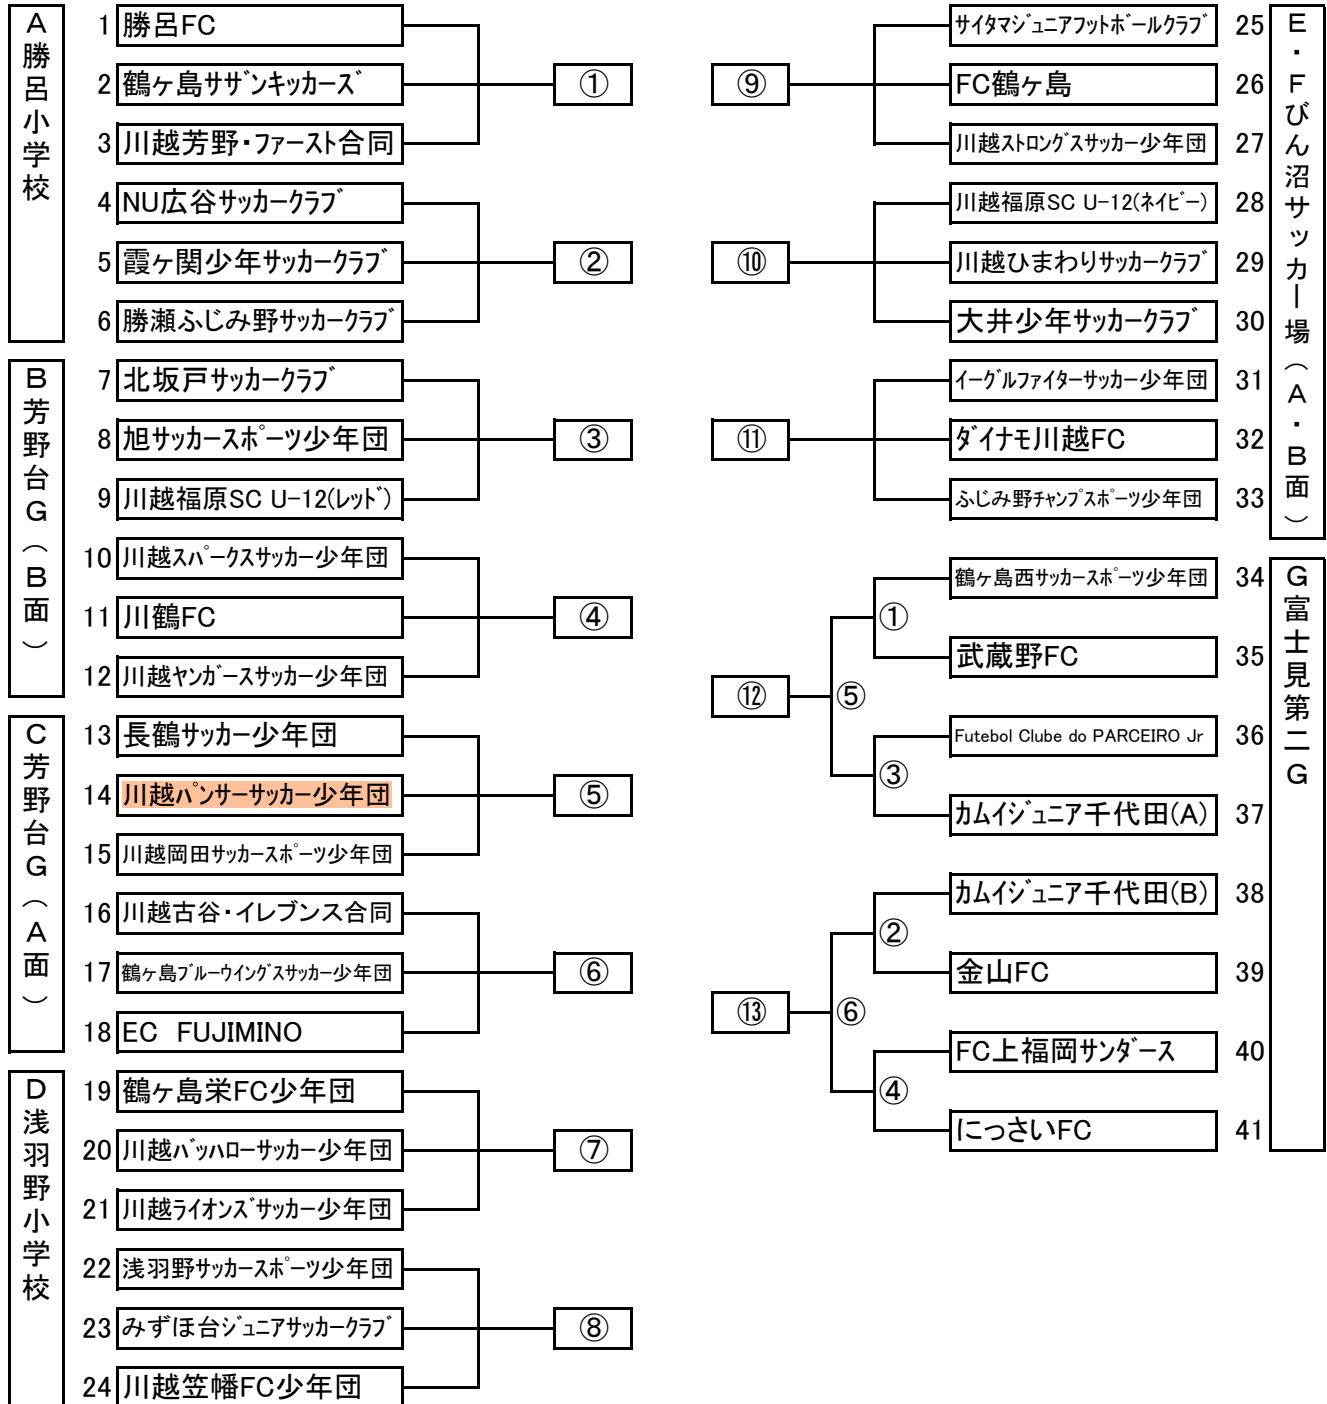 A勝呂小学校
1 勝呂FC
2 鶴ヶ島サザンキッカーズ
①
3 川越芳野・ファースト合同
4 NU広谷サッカークラブ
5 霞ヶ関少年サッカークラブ
②
6 勝瀬ふじみ野サッカークラブ
B芳野台G（B面）
7 北坂戸サッカークラブ
8 旭サッカースポーツ少年団
③
9 川越福原SC U-12(レッド)
10 川越スパークスサッカー少年団
11 川鶴FC
④
12 川越ヤンガースサッカー少年団
C芳野台G（A面）
13 長鶴サッカー少年団
14 川越パンサーサッカー少年団
⑤
15 川越岡田サッカースポーツ少年団
16 川越古谷・イレブンス合同
17 鶴ヶ島ブルーウイングスサッカー少年団
⑥
18 EC FUJIMINO
D浅羽野小学校
19 鶴ヶ島栄FC少年団
20 川越バッハローサッカー少年団
⑦
21 川越ライオンズサッカー少年団
22 浅羽野サッカースポーツ少年団
23 みずほ台ジュニアサッカークラブ
⑧
24 川越笠幡FC少年団
E・Fびん沼サッカー場（A・B面）
サイタマジュニアフットボールクラブ 25
⑨
FC鶴ヶ島 26
川越ストロングスサッカー少年団 27
川越福原SC U-12(ネイビー) 28
⑩
川越ひまわりサッカークラブ 29
大井少年サッカークラブ 30
イーグルファイターサッカー少年団 31
⑪
ダイナモ川越FC 32
ふじみ野チャンプスポーツ少年団 33
G富士見第二G
鶴ヶ島西サッカースポーツ少年団 34
①
武蔵野FC 35
⑫
⑤
Futebol Clube do PARCEIRO Jr 36
③
カムイジュニア千代田(A) 37
カムイジュニア千代田(B) 38
②
金山FC 39
⑬
⑥
FC上福岡サンダース 40
④
にっさいFC 41